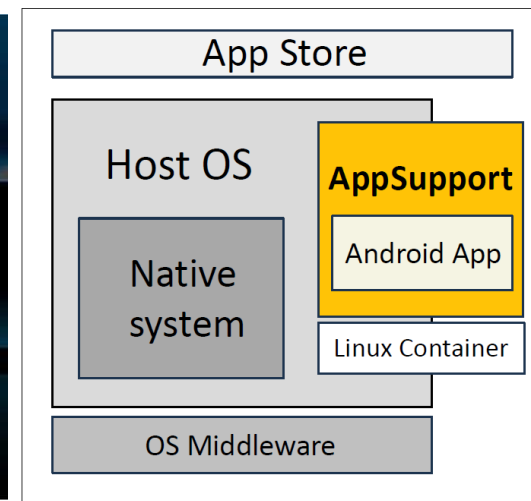 App Store
Host OS
AppSupport
Android App
Native
system
Linux Container
OS Middleware